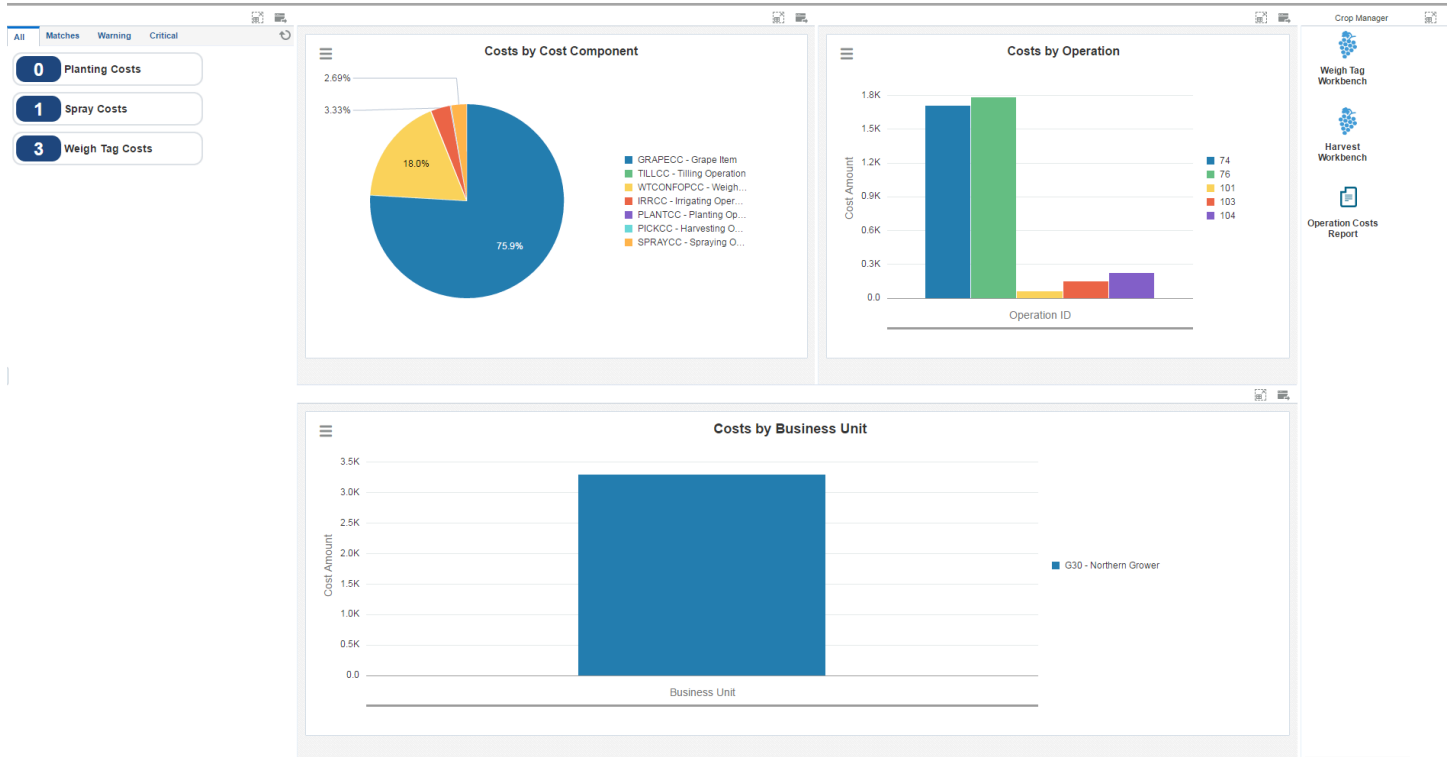 All
Matches
Warning
Critical
0 Planting Costs
1 Spray Costs
3 Weigh Tag Costs
Costs by Cost Component
2.69%
3.33%
18.0%
75.9%
GRAPECC - Grape Item
TILLCC - Tilling Operation
WTCONFOPCC - Weigh...
IRRCC - Irrigating Oper...
PLANTCC - Planting Op...
PICKCC - Harvesting O...
SPRAYCC - Spraying O...
Costs by Operation
Cost Amount
1.8K
1.5K
1.2K
0.9K
0.6K
0.3K
0.0
Operation ID
74
76
101
103
104
Crop Manager
Weigh Tag
Workbench
Harvest
Workbench
Operation Costs
Report
Costs by Business Unit
Cost Amount
3.5K
3.0K
2.5K
2.0K
1.5K
1.0K
0.5K
0.0
Business Unit
G30 - Northern Grower